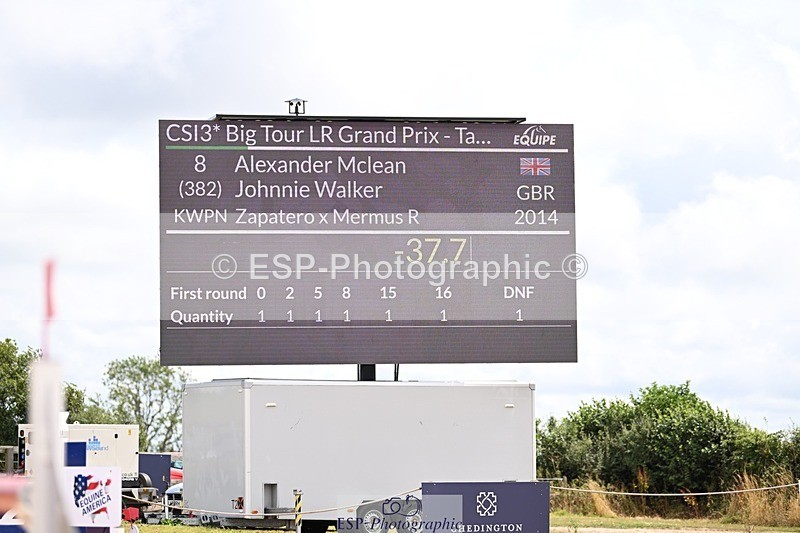 CSI3* Big Tour LR Grand Prix - Ta...
EQUIPE
8 Alexander Mclean
(382) Johnnie Walker GBR
KWPN Zapatero x Mermus R 2014
-37.7
© ESP-Photographic ©
First round 0 2 5 8 15 16 DNF
Quantity 1 1 1 1 1 1 1
EQUINE
AMERICA
CHEDINGTON
ESP-Photographic